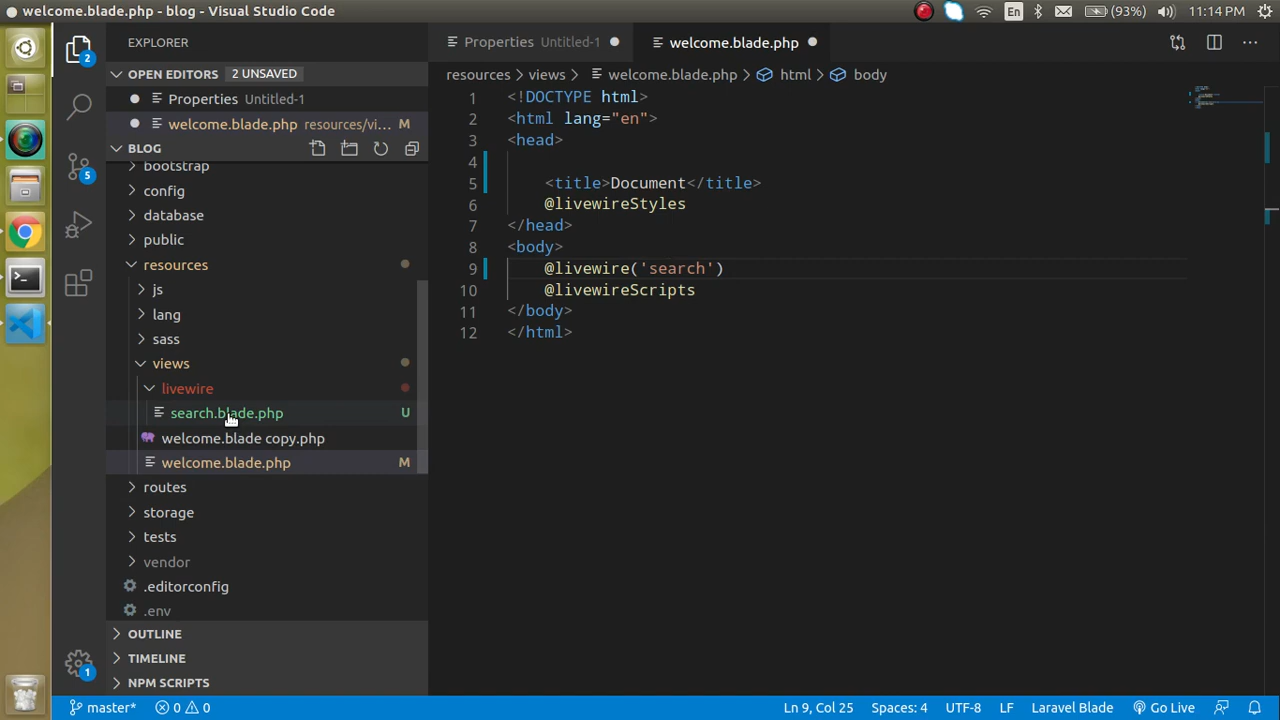 welcome.blade.php - blog - Visual Studio Code
En
(93%)
11:14 PM
2
5
1
EXPLORER
OPEN EDITORS 2 UNSAVED
Properties Untitled-1
welcome.blade.php resources/vi... M
BLOG
bootstrap
config
database
public
resources
js
lang
sass
views
livewire
search.blade.php U
welcome.blade copy.php
welcome.blade.php M
routes
storage
tests
vendor
.editorconfig
.env
OUTLINE
TIMELINE
NPM SCRIPTS
Properties Untitled-1
welcome.blade.php
resources > views > welcome.blade.php > html > body
1 <!DOCTYPE html>
2 <html lang="en">
3 <head>
4
5 <title>Document</title>
6 @livewireStyles
7 </head>
8 <body>
9 @livewire('search')
10 @livewireScripts
11 </body>
12 </html>
master* 0 0
Ln 9, Col 25 Spaces: 4 UTF-8 LF Laravel Blade Go Live